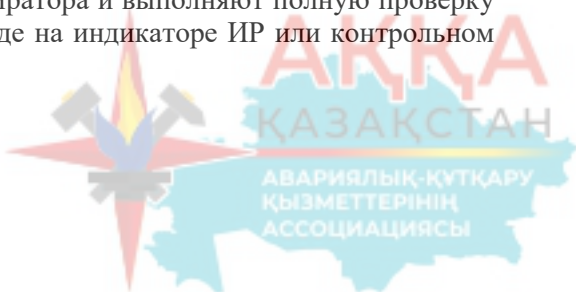 ратора и выполняют полную проверку
де на индикаторе ИР или контрольном
АҚҚА
ҚАЗАҚСТАН
АВАРИЯЛЫҚ-ҚҰТҚАРУ
ҚЫЗМЕТТЕРІНІҢ
АССОЦИАЦИЯСЫ